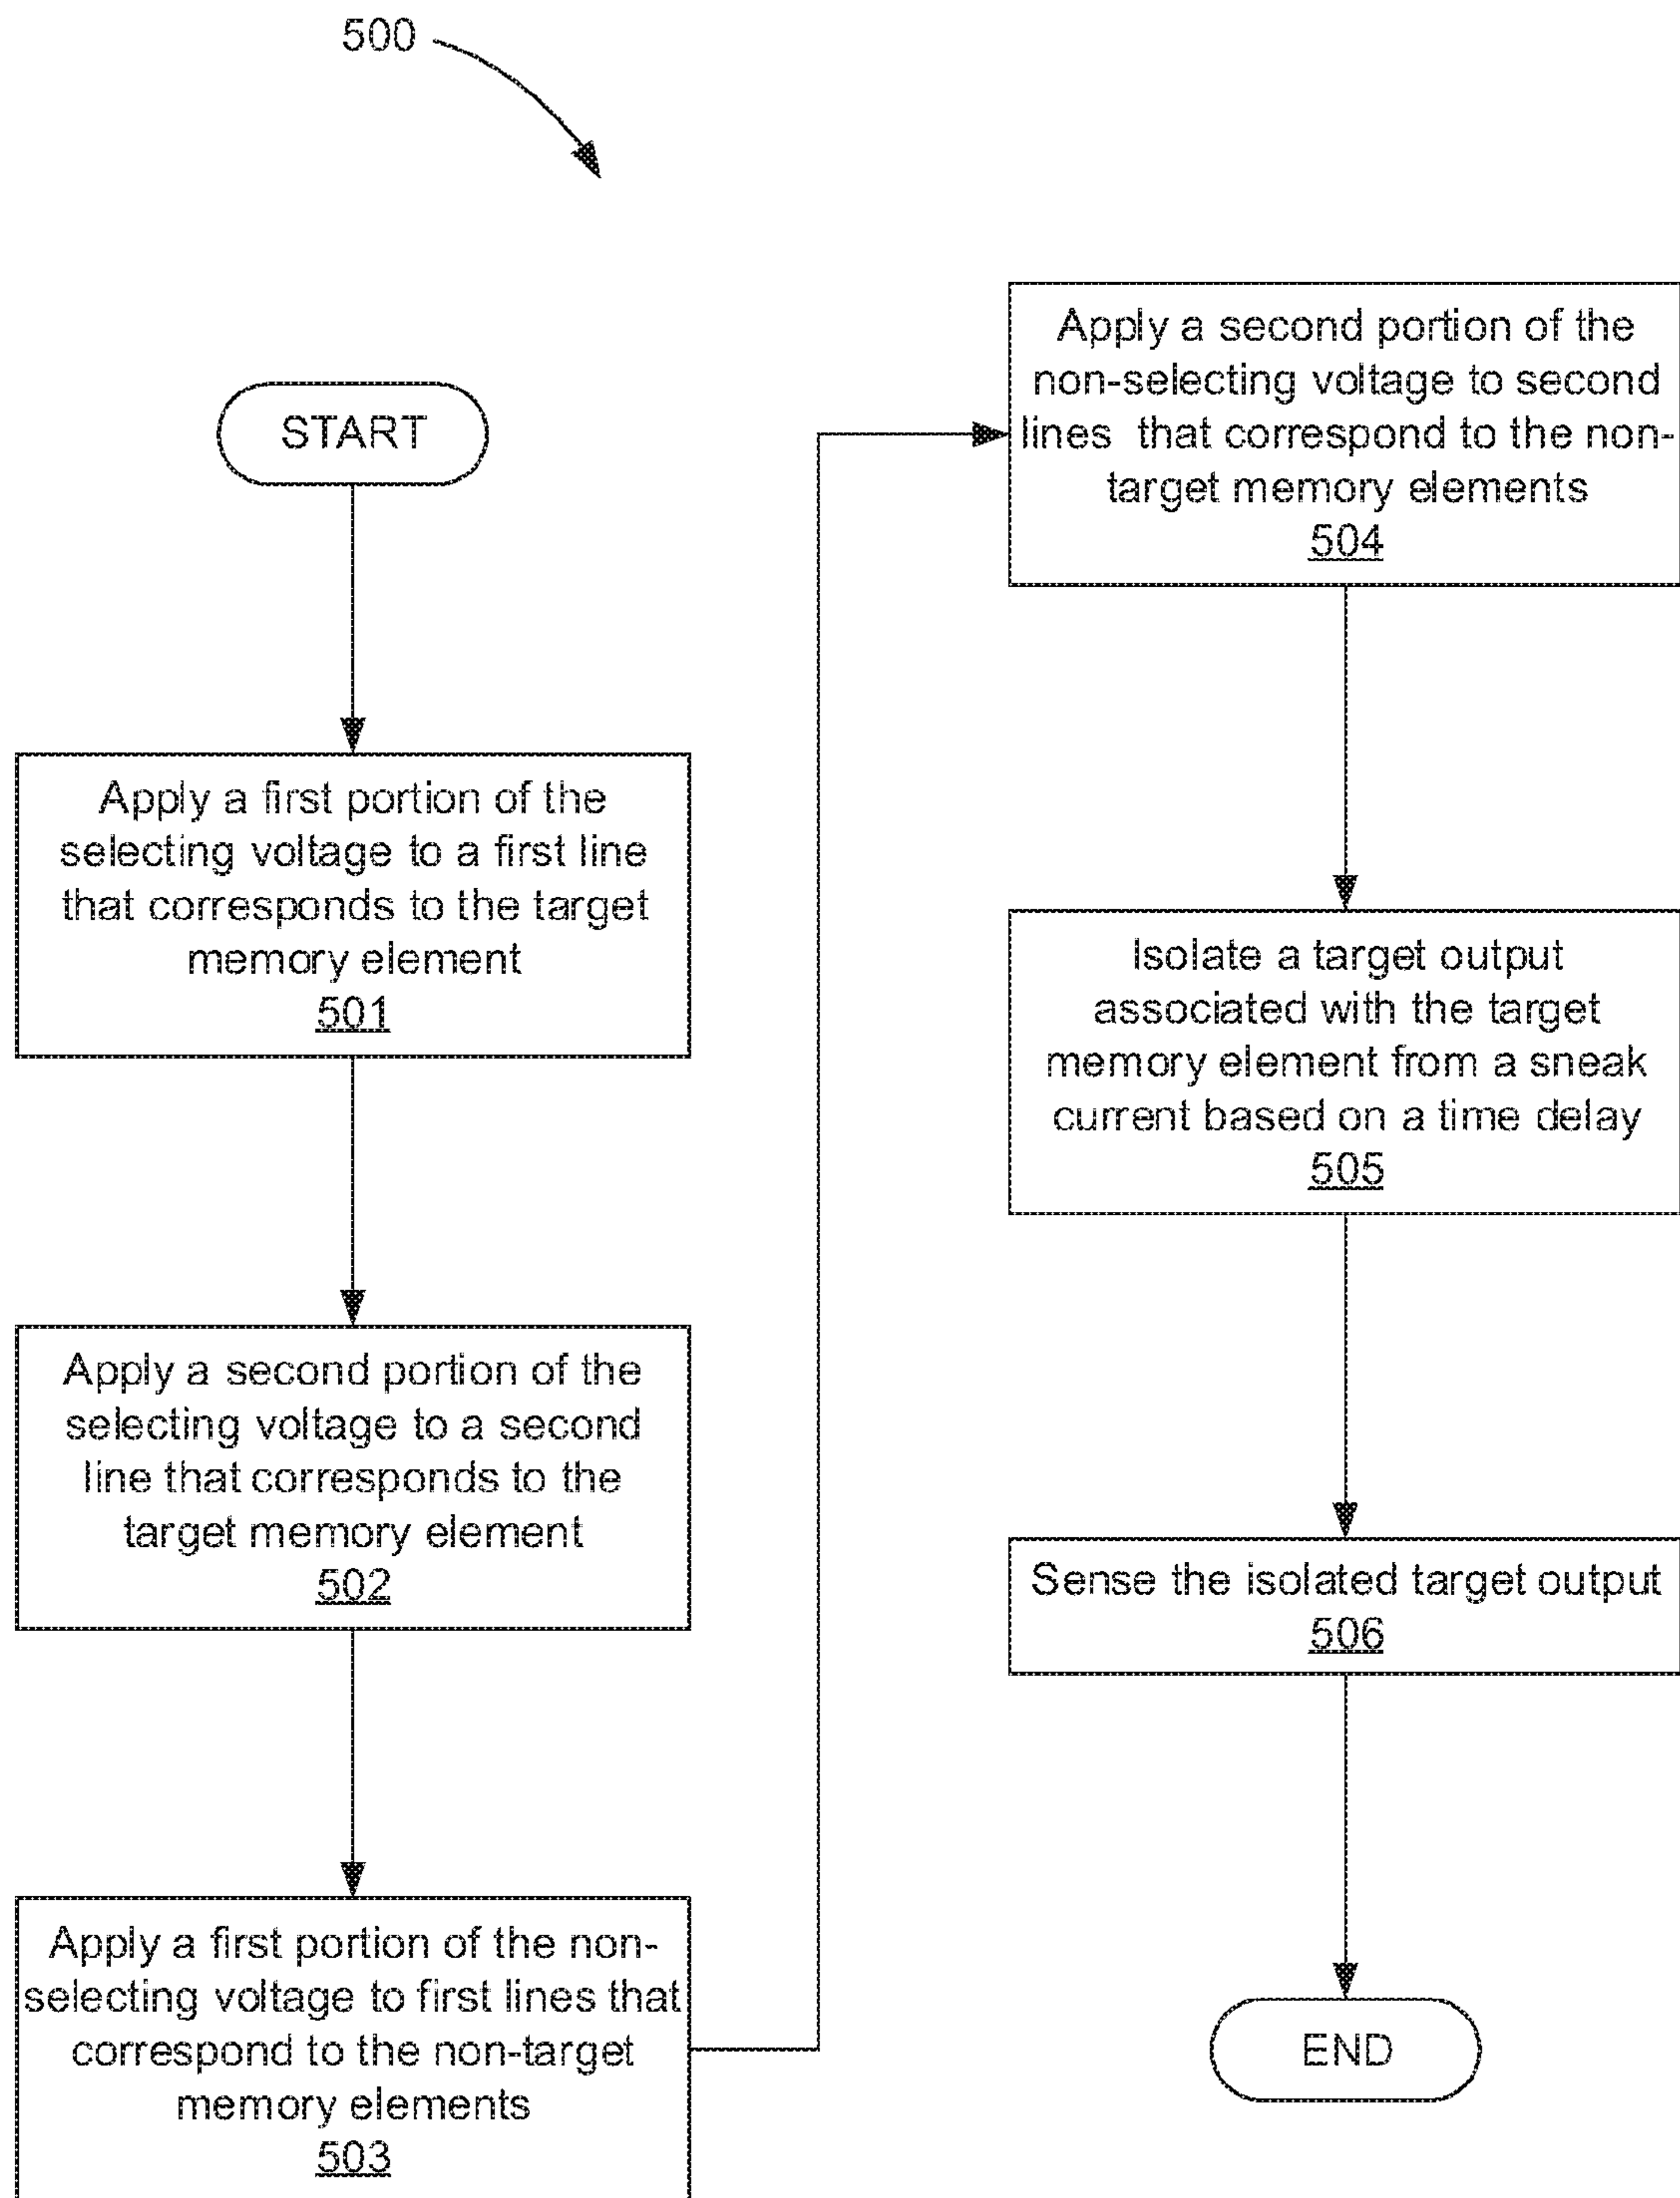 500
START
Apply a first portion of the
selecting voltage to a first line
that corresponds to the target
memory element
501
Apply a second portion of the
selecting voltage to a second
line that corresponds to the
target memory element
502
Apply a first portion of the non-
selecting voltage to first lines that
correspond to the non-target
memory elements
503
Apply a second portion of the
non-selecting voltage to second
lines that correspond to the non-
target memory elements
504
Isolate a target output
associated with the target
memory element from a sneak
current based on a time delay
505
Sense the isolated target output
506
END